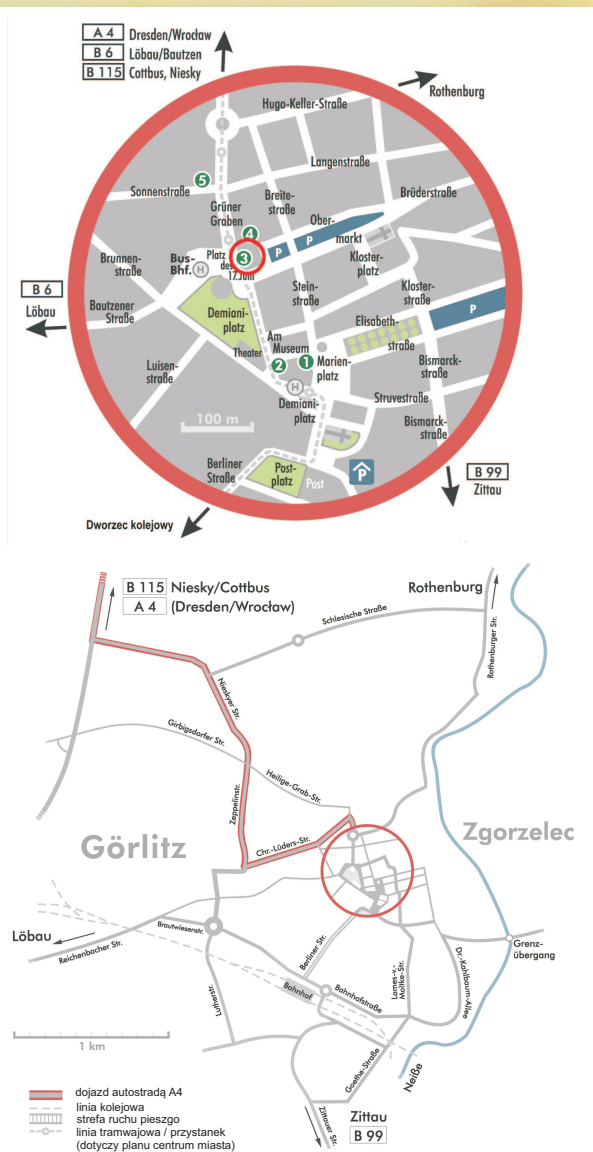 A 4 Dresden/Wrocław
B 6 Löbau/Bautzen
B 115 Cottbus, Niesky
Rothenburg
Hugo-Keller-Straße
Langenstraße
5
Sonnenstraße
Breite-
straße
Brüderstraße
Grüner
Graben
4
Ober-
markt
P P
Brunnen-
straße
Bus-
Bhf.
H
Platz
des
17.Juni
3
Kloster-
platz
B 6
Löbau
Bautzener
Straße
Stein-
straße
Kloster-
straße
P
Demiani-
platz
Elisabeth-
straße
Am
Museum
Theater
2
1
Marien-
platz
Luisen-
straße
Bismarck-
straße
H
Demiani-
platz
Struvestraße
100 m
Bismarck-
straße
Berliner
Straße
Post-
platz
Post
P
B 99
Zittau
Dworzec kolejowy
B 115 Niesky/Cottbus
A 4 (Dresden/Wrocław)
Rothenburg
Schlesische Straße
Rothenburger Str.
Nieskyer Str.
Girbigsdorfer Str.
Heilige-Grab-Str.
Zeppelinstr.
Görlitz
Zgorzelec
Chr.-Lüders-Str.
Löbau
Reichenbacher Str.
Brautwiesenstr.
Berliner Str.
Grenz-
übergang
Lutherstr.
Bahnhof
Bahnhofstraße
James-v.-
Moltke-Str.
Dr.-Kahlbaum-Allee
1 km
Goethe-Straße
Neiße
Zittauer Str.
Zittau
B 99
dojazd autostradą A4
linia kolejowa
strefa ruchu pieszgo
linia tramwajowa / przystanek
(dotyczy planu centrum miasta)